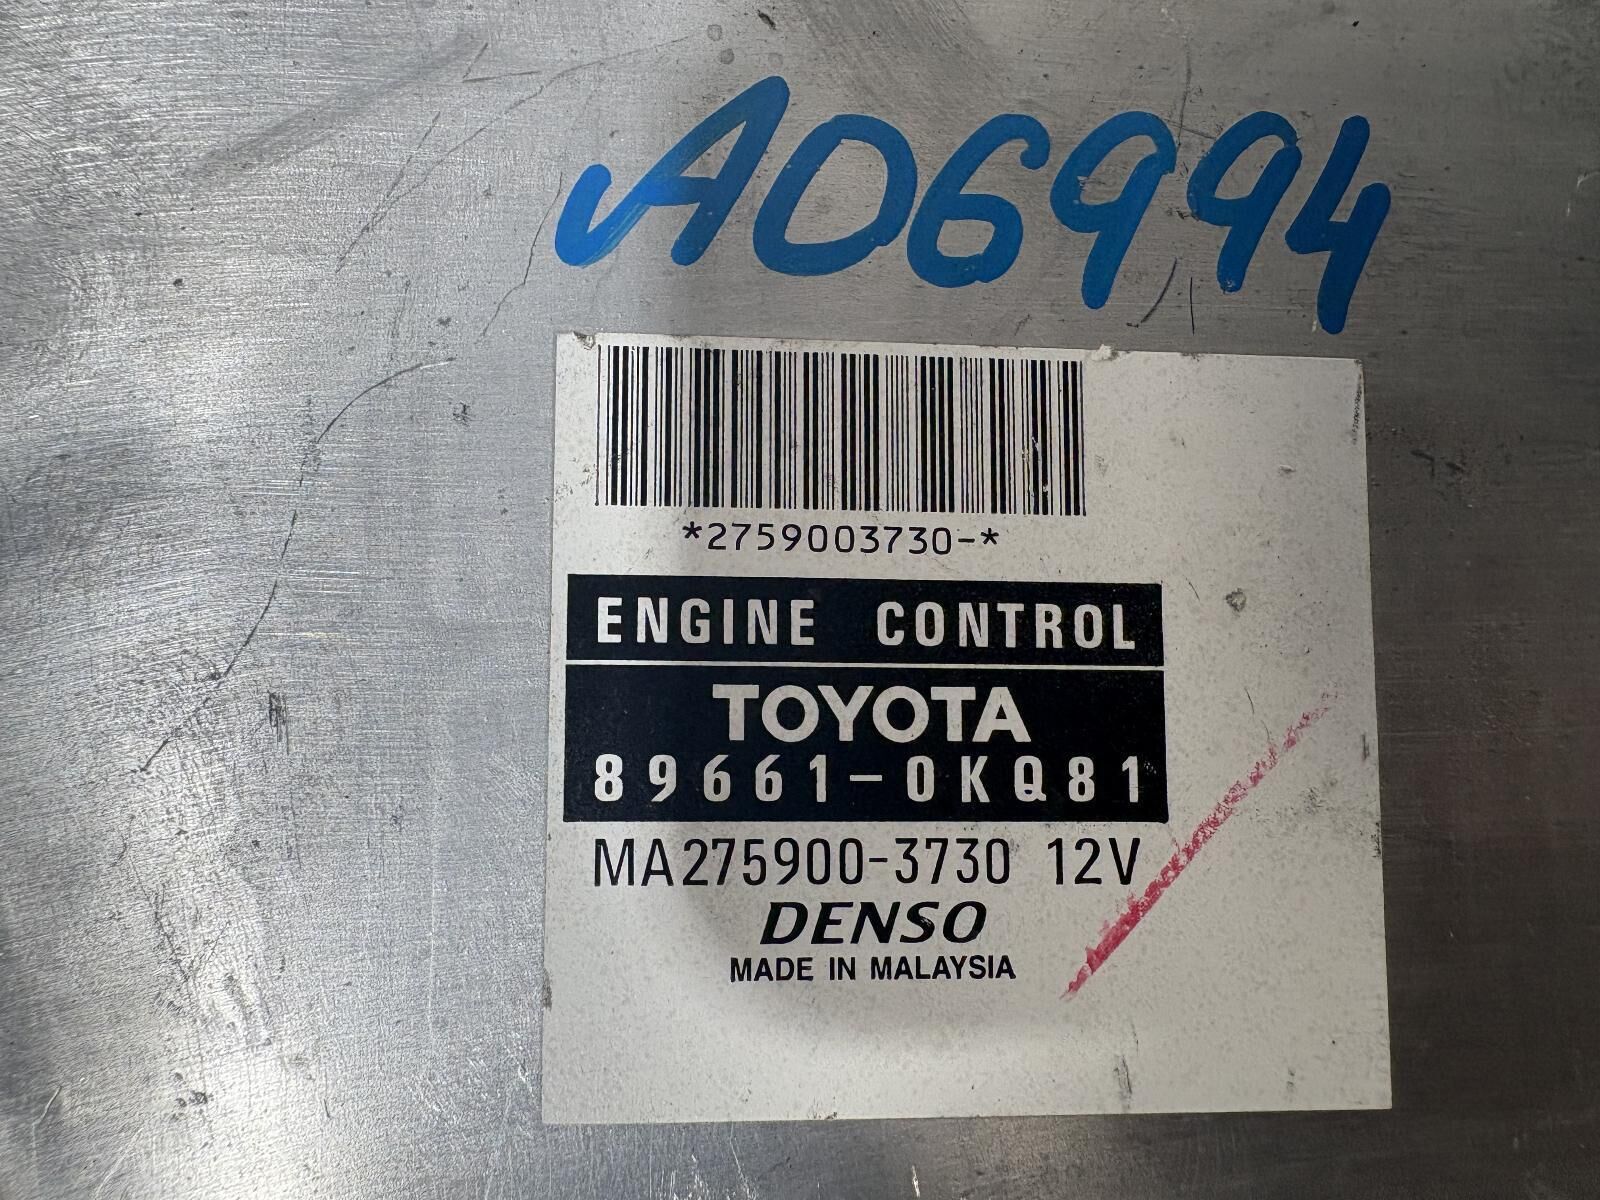 A06994
*2759003730-*
ENGINE CONTROL
TOYOTA
89661-0KQ81
MA275900-3730 12V
DENSO
MADE IN MALAYSIA